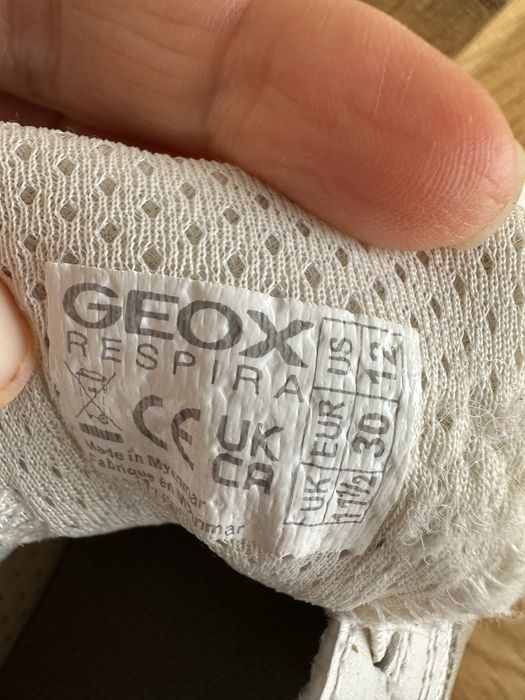 GEOX
RESPIRA
US 12
EUR 30
UK 11½
CE
UK
CA
Made in Myanmar
Fabriqué en Myanmar